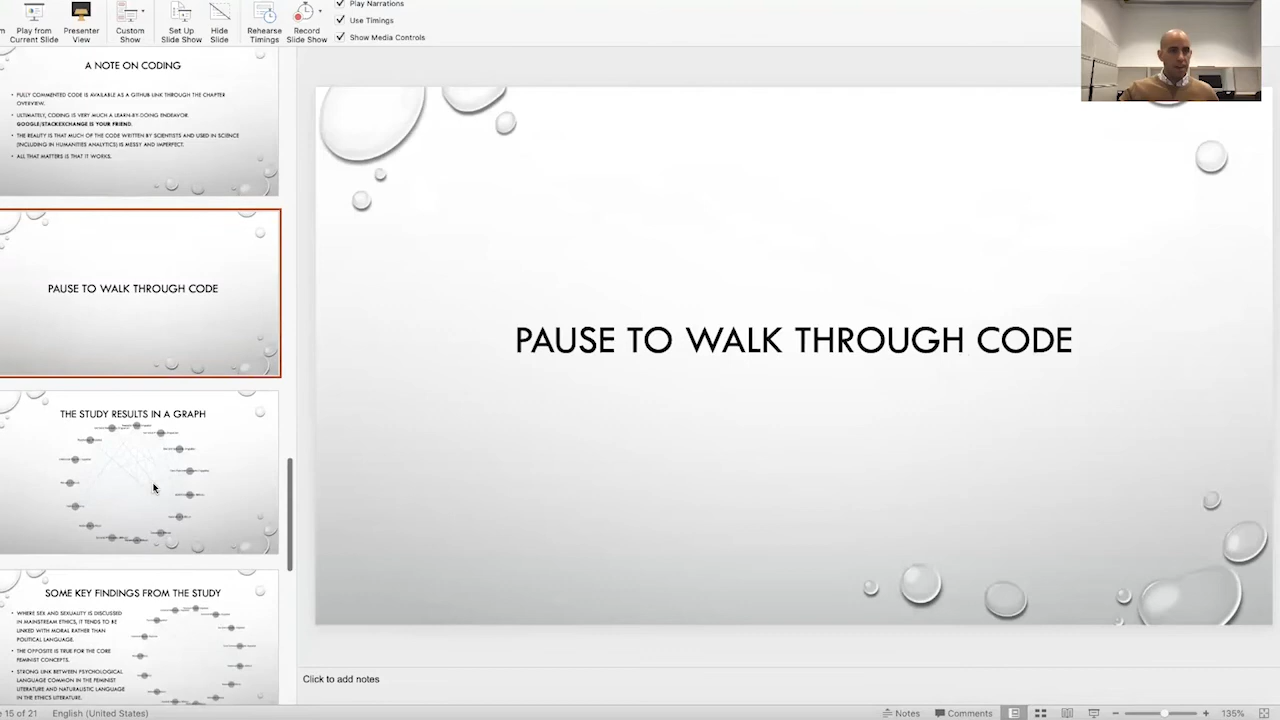 Play Narrations
Use Timings
Show Media Controls
Play from
Current Slide
Presenter
View
Custom
Show
Set Up
Slide Show
Hide
Slide
Rehearse
Timings
Record
Slide Show
A NOTE ON CODING
• FULLY COMMENTED CODE IS AVAILABLE AS A GITHUB LINK THROUGH THE CHAPTER
OVERVIEW.
• ULTIMATELY, CODING IS VERY MUCH A LEARN-BY-DOING ENDEAVOR.
GOOGLE/STACKEXCHANGE IS YOUR FRIEND.
• THE REALITY IS THAT MUCH OF THE CODE WRITTEN BY SCIENTISTS AND USED IN SCIENCE
(INCLUDING IN HUMANITIES ANALYTICS) IS MESSY AND IMPERFECT.
• ALL THAT MATTERS IS THAT IT WORKS.
PAUSE TO WALK THROUGH CODE
THE STUDY RESULTS IN A GRAPH
SOME KEY FINDINGS FROM THE STUDY
• WHERE SEX AND SEXUALITY IS DISCUSSED
IN MAINSTREAM ETHICS, IT TENDS TO BE
LINKED WITH MORAL RATHER THAN
POLITICAL LANGUAGE.
• THE OPPOSITE IS TRUE FOR THE CORE
FEMINIST CONCEPTS.
• STRONG LINK BETWEEN PSYCHOLOGICAL
LANGUAGE COMMON IN THE FEMINIST
LITERATURE AND NATURALISTIC LANGUAGE
IN THE ETHICS LITERATURE.
PAUSE TO WALK THROUGH CODE
Click to add notes
15 of 21
English (United States)
Notes
Comments
135%